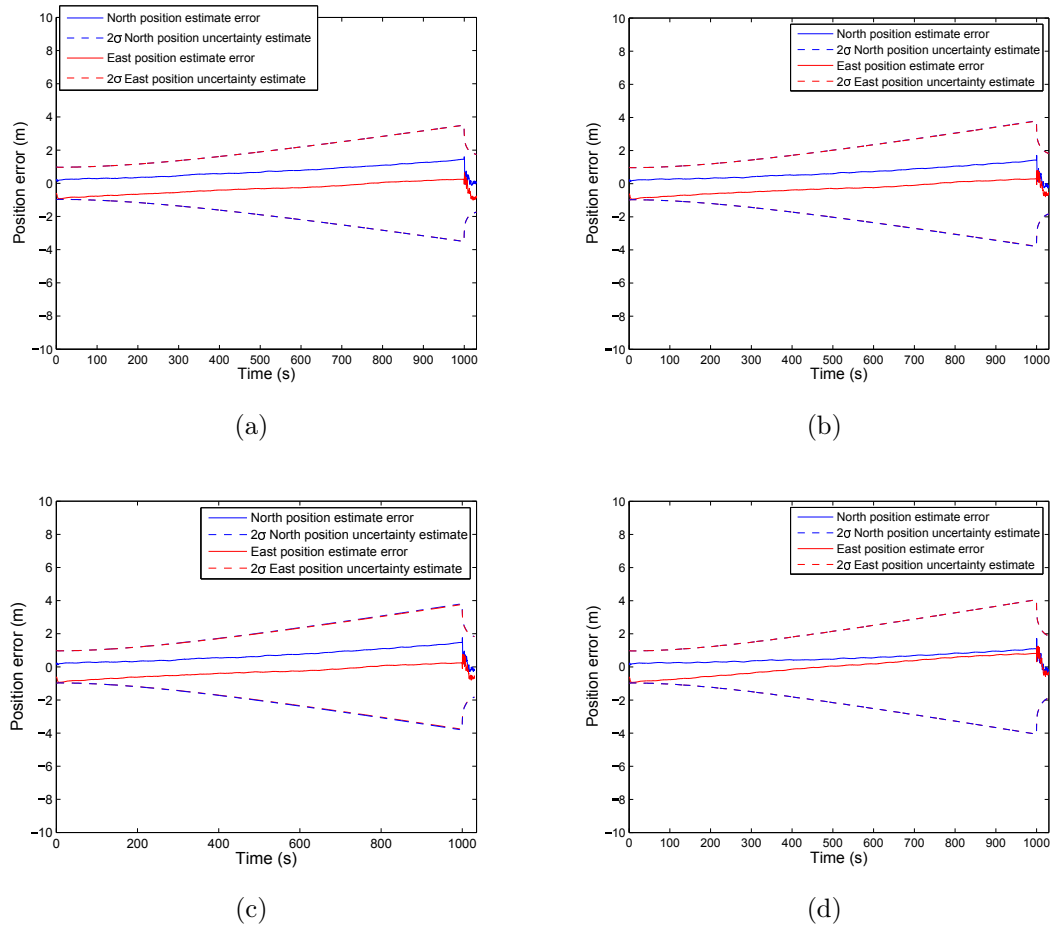 North position estimate error
2σ North position uncertainty estimate
East position estimate error
2σ East position uncertainty estimate
10
8
6
4
2
0
−2
−4
−6
−8
−10
Position error (m)
0 100 200 300 400 500 600 700 800 900 1000
Time (s)
(a)
North position estimate error
2σ North position uncertainty estimate
East position estimate error
2σ East position uncertainty estimate
10
8
6
4
2
0
−2
−4
−6
−8
−10
Position error (m)
0 100 200 300 400 500 600 700 800 900 1000
Time (s)
(b)
North position estimate error
2σ North position uncertainty estimate
East position estimate error
2σ East position uncertainty estimate
10
8
6
4
2
0
−2
−4
−6
−8
−10
Position error (m)
0 200 400 600 800 1000
Time (s)
(c)
North position estimate error
2σ North position uncertainty estimate
East position estimate error
2σ East position uncertainty estimate
10
8
6
4
2
0
−2
−4
−6
−8
−10
Position error (m)
0 100 200 300 400 500 600 700 800 900 1000
Time (s)
(d)